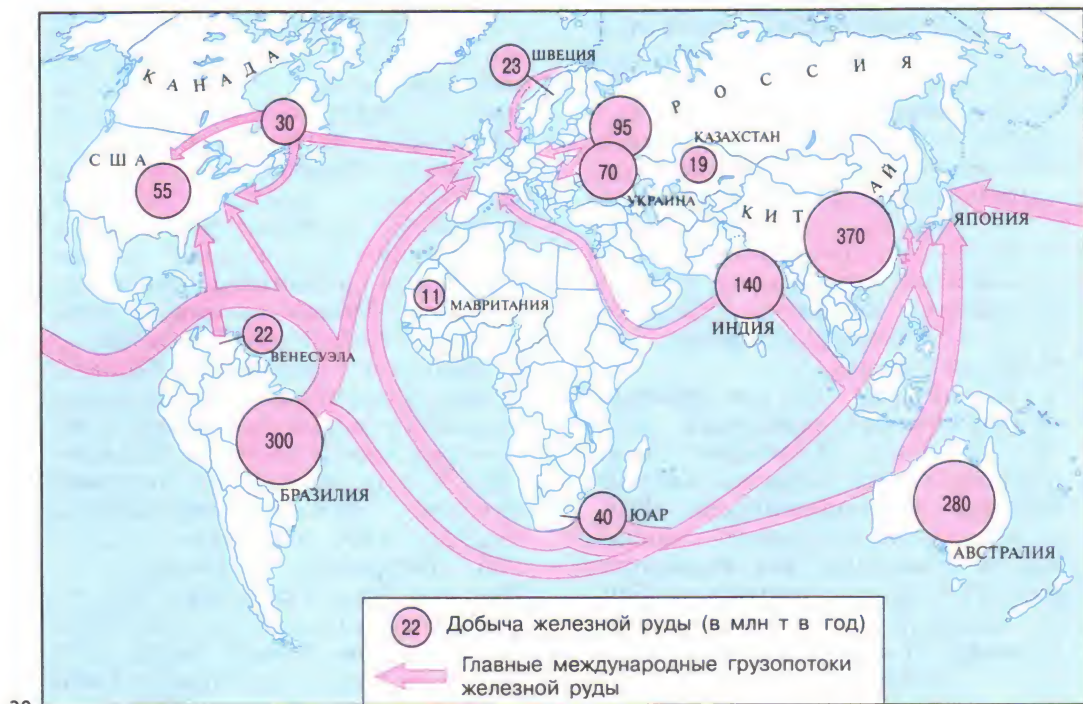 КАНАДА
23 ШВЕЦИЯ
РОССИЯ
30
95
КАЗАХСТАН
США
55
70
19
УКРАИНА
КИТАЙ
ЯПОНИЯ
370
140
11
МАВРИТАНИЯ
ИНДИЯ
22
ВЕНЕСУЭЛА
300
БРАЗИЛИЯ
40 ЮАР
280
АВСТРАЛИЯ
22 Добыча железной руды (в млн т в год)
Главные международные грузопотоки
железной руды